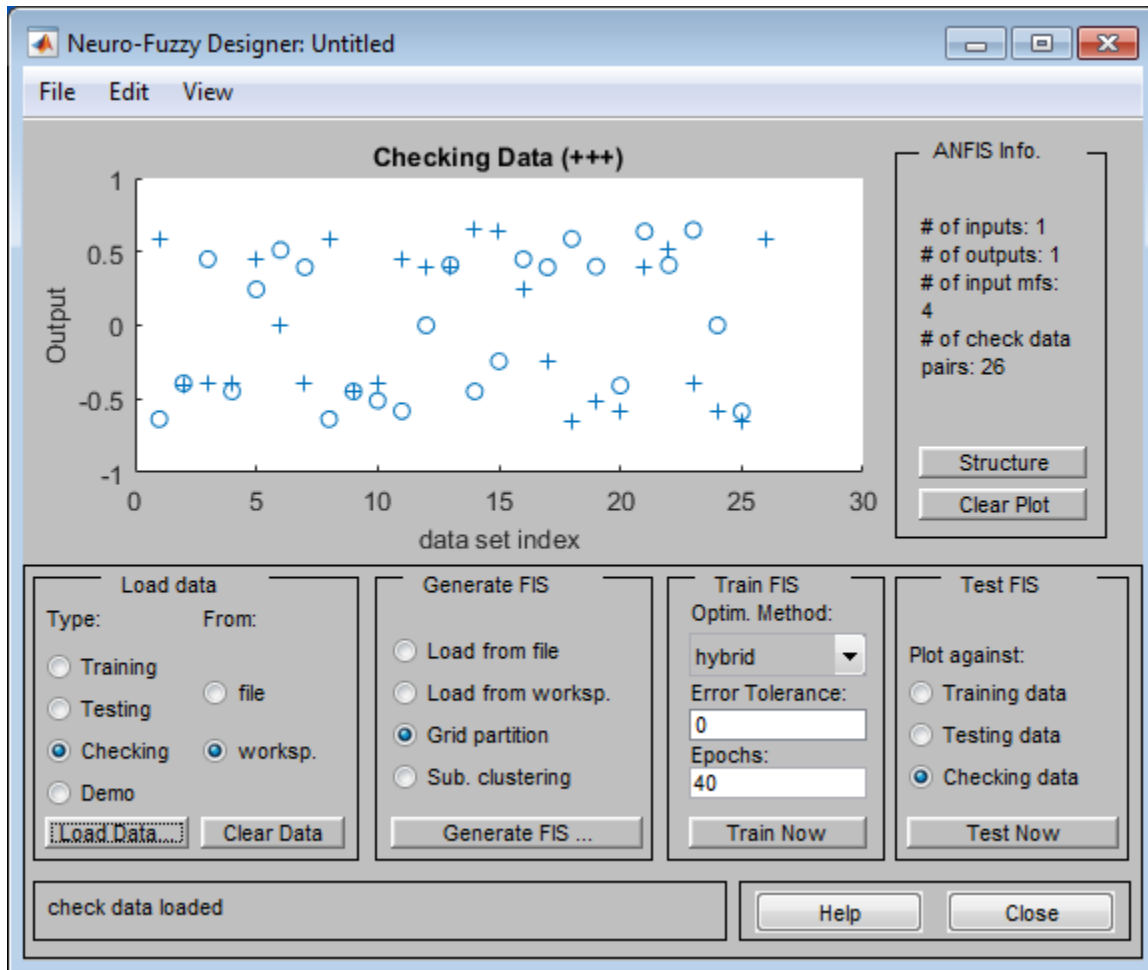 Neuro-Fuzzy Designer: Untitled
File Edit View
Checking Data (+++)
1
0.5
0
-0.5
-1
Output
0 5 10 15 20 25 30
data set index
ANFIS Info.
# of inputs: 1
# of outputs: 1
# of input mfs:
4
# of check data
pairs: 26
Structure
Clear Plot
Load data
Type: From:
Training
file
Testing
Checking
worksp.
Demo
Load Data... Clear Data
Generate FIS
Load from file
Load from worksp.
Grid partition
Sub. clustering
Generate FIS ...
Train FIS
Optim. Method:
hybrid
Error Tolerance:
0
Epochs:
40
Train Now
Test FIS
Plot against:
Training data
Testing data
Checking data
Test Now
check data loaded
Help Close